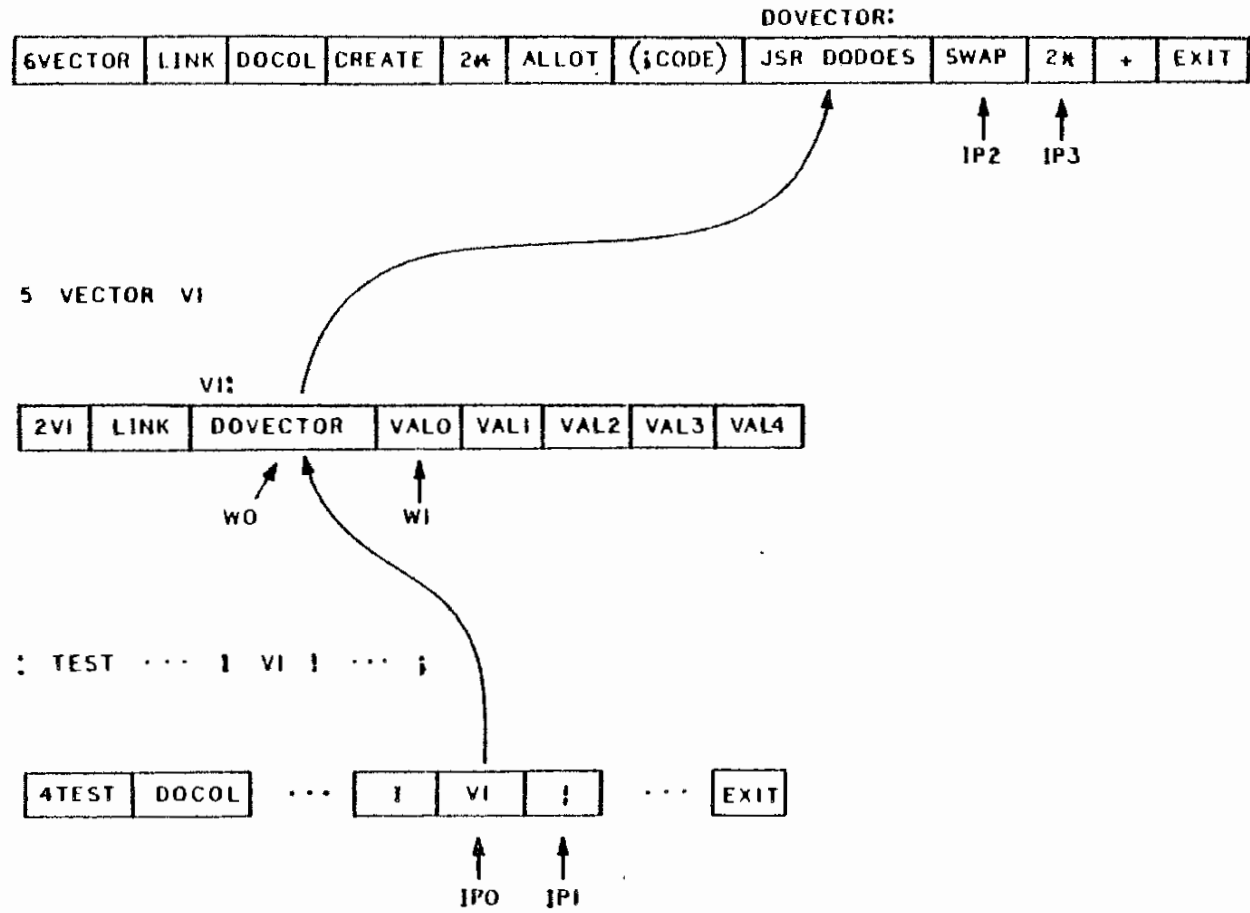 DOVECTOR:
6VECTOR LINK DOCOL CREATE 2* ALLOT (;CODE) JSR DODOES SWAP 2* + EXIT
IP2 IP3
5 VECTOR V1
V1:
2V1 LINK DOVECTOR VAL0 VAL1 VAL2 VAL3 VAL4
W0 W1
: TEST ··· 1 V1 ! ··· ;
4TEST DOCOL ··· 1 V1 ! ··· EXIT
IP0 IP1